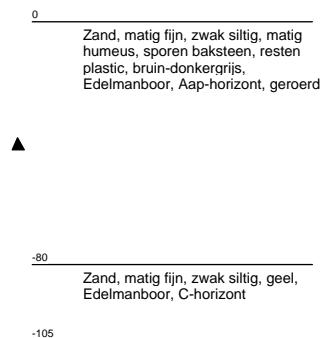 0
Zand, matig fijn, zwak siltig, matig
humeus, sporen baksteen, resten
plastic, bruin-donkergrijs,
Edelmanboor, Aap-horizont, geroerd
-80
Zand, matig fijn, zwak siltig, geel,
Edelmanboor, C-horizont
-105